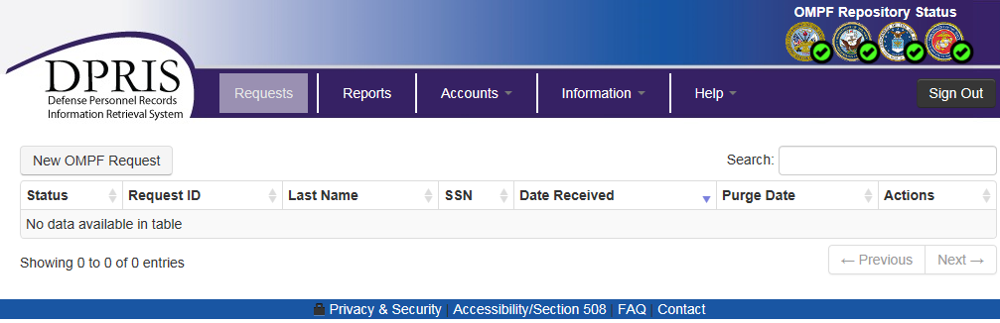 OMPF Repository Status
DPRIS
Defense Personnel Records
Information Retrieval System
Requests Reports Accounts Information Help Sign Out
New OMPF Request Search:
Status Request ID Last Name SSN Date Received Purge Date Actions
No data available in table
Showing 0 to 0 of 0 entries ← Previous Next →
Privacy & Security | Accessibility/Section 508 | FAQ | Contact